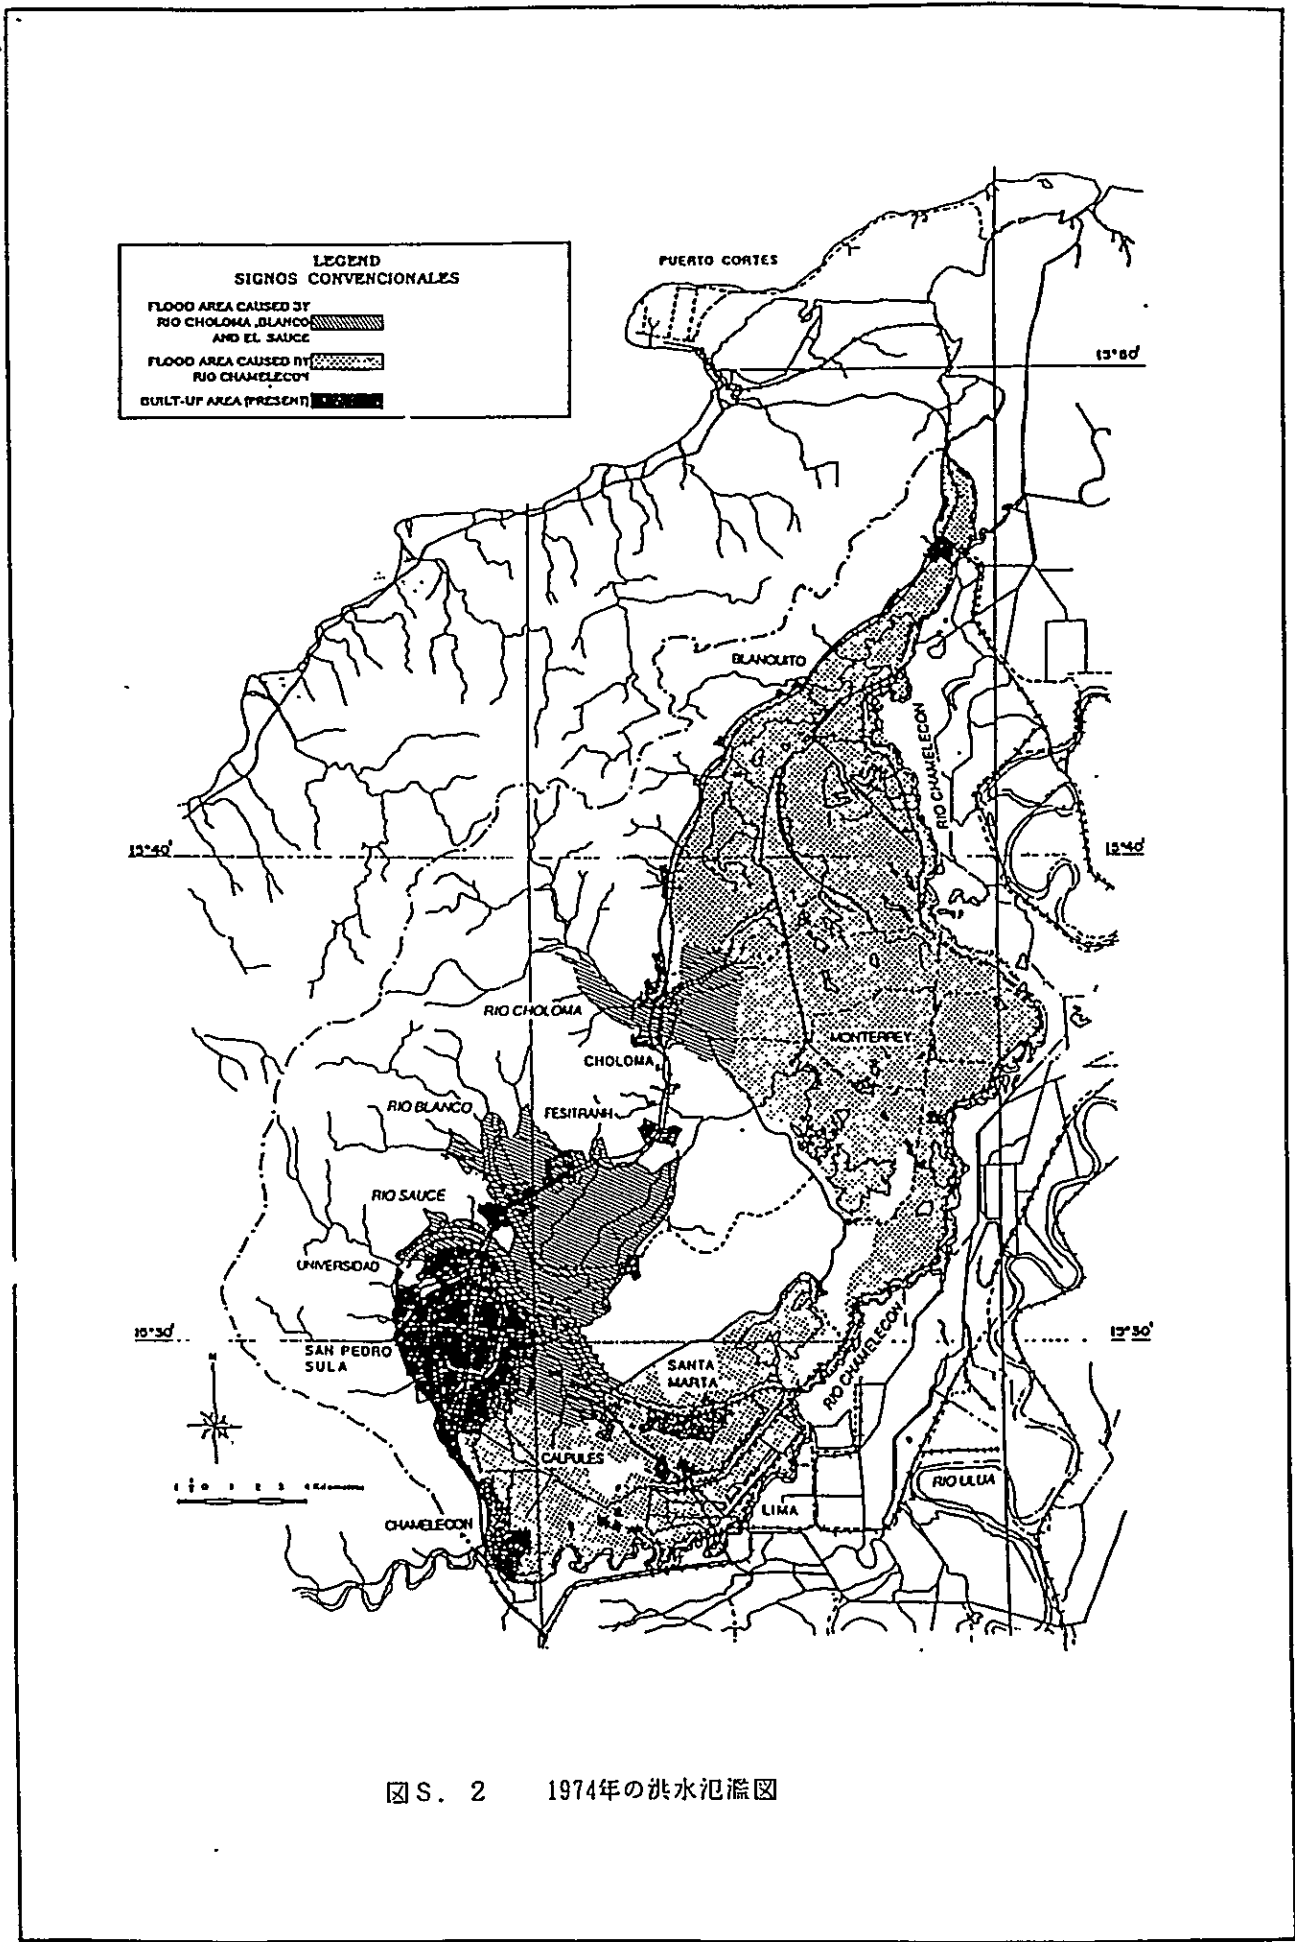 LEGEND
SIGNOS CONVENCIONALES
FLOOD AREA CAUSED BY
RIO CHOLOMA ,BLANCO
AND EL SAUCE
FLOOD AREA CAUSED BY
RIO CHAMELECON
BUILT-UP AREA (PRESENT)
PUERTO CORTES
BLANQUITO
RIO CHAMELECON
15°40'
15°40'
RIO CHOLOMA
MONTERREY
CHOLOMA
RIO BLANCO
FESITRANH
RIO SAUCE
UNIVERSIDAD
15°30'
15°30'
SAN PEDRO
SULA
SANTA
MARTA
RIO CHAMELECON
N
CALPULES
RIO ULUA
LIMA
CHAMELECON
図S. 2 1974年の洪水氾濫図